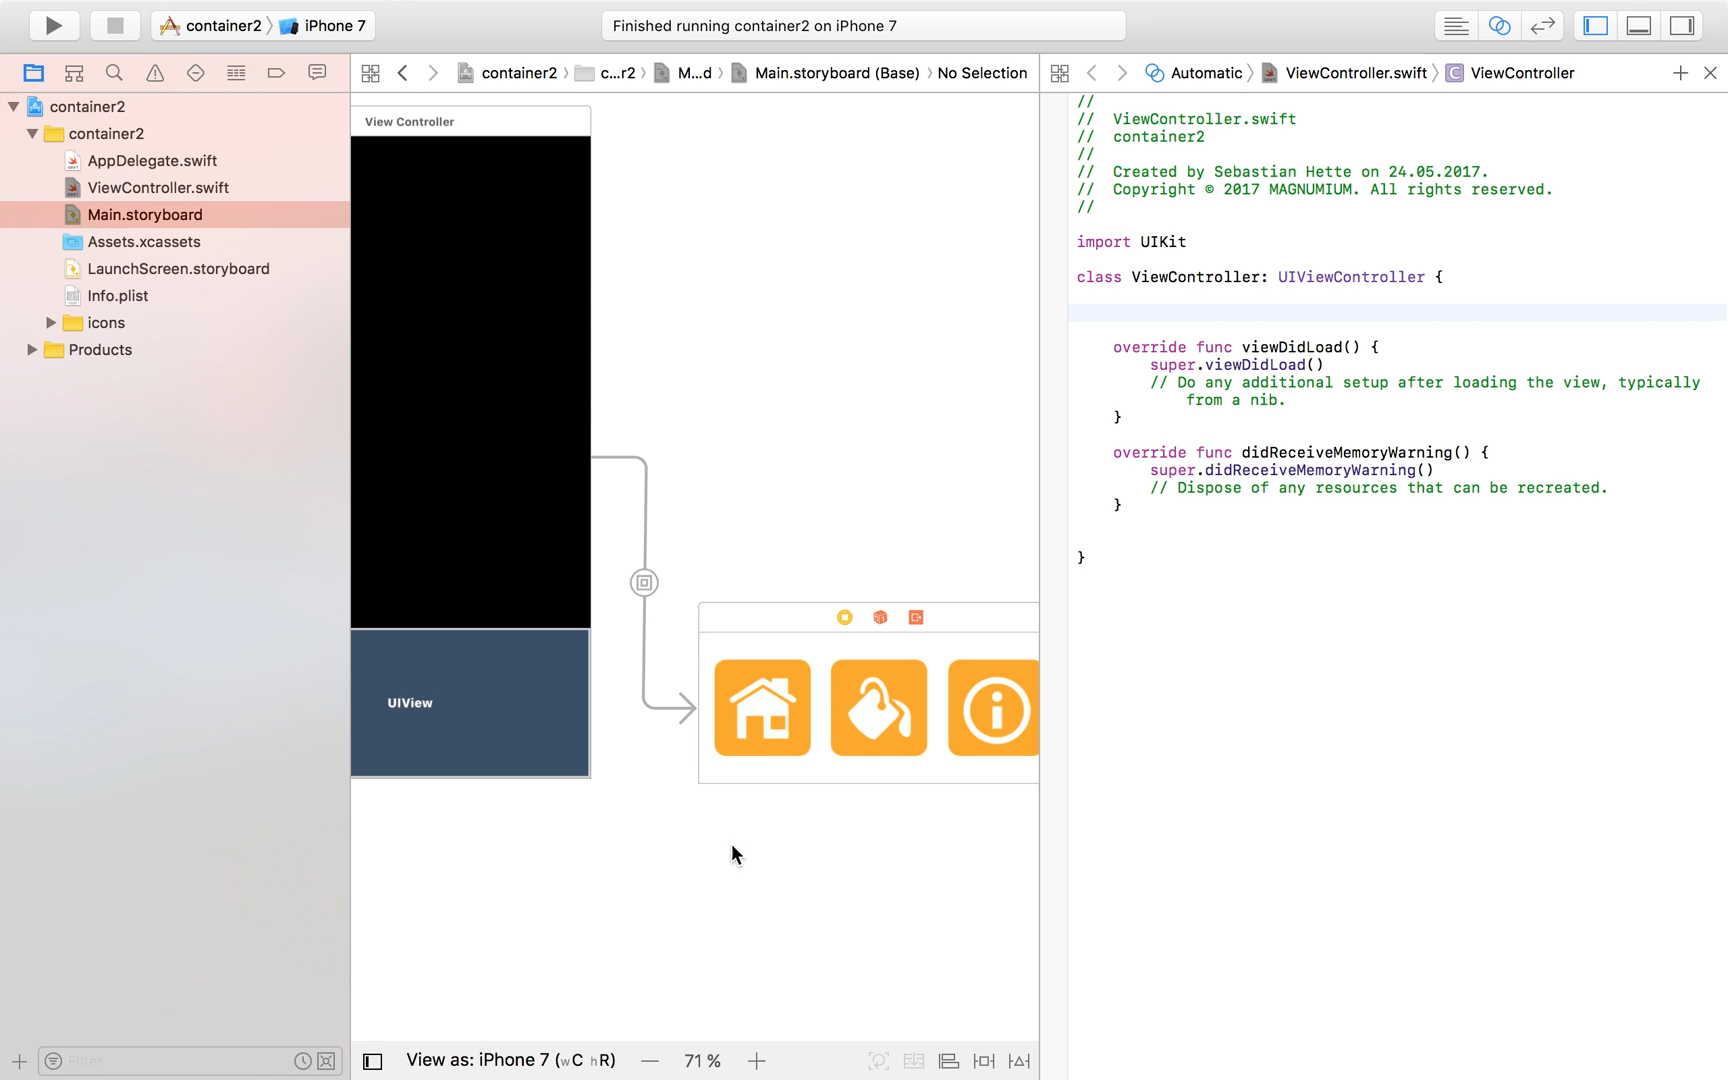 container2 iPhone 7
Finished running container2 on iPhone 7
container2 c...r2 M...d Main.storyboard (Base) No Selection
Automatic ViewController.swift C ViewController
container2
container2
AppDelegate.swift
ViewController.swift
Main.storyboard
Assets.xcassets
LaunchScreen.storyboard
Info.plist
icons
Products
Filter
View Controller
UIView
View as: iPhone 7 (wC hR) — 71 % +
//
// ViewController.swift
// container2
//
// Created by Sebastian Hette on 24.05.2017.
// Copyright © 2017 MAGNUMIUM. All rights reserved.
//
import UIKit
class ViewController: UIViewController {
override func viewDidLoad() {
super.viewDidLoad()
// Do any additional setup after loading the view, typically
from a nib.
}
override func didReceiveMemoryWarning() {
super.didReceiveMemoryWarning()
// Dispose of any resources that can be recreated.
}
}